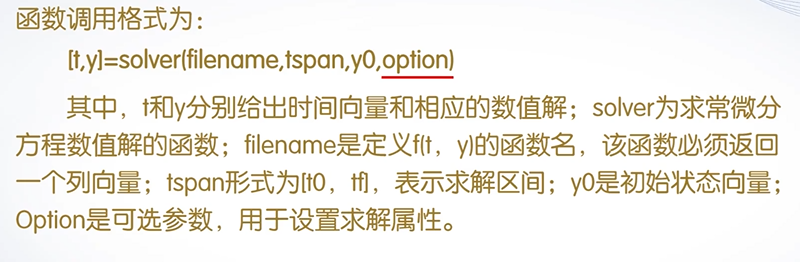 函数调用格式为：
[t,y]=solver(filename,tspan,y0,option)
其中，t和y分别给出时间向量和相应的数值解；solver为求常微分
方程数值解的函数；filename是定义f(t，y)的函数名，该函数必须返回
一个列向量；tspan形式为[t0，tf]，表示求解区间；y0是初始状态向量；
Option是可选参数，用于设置求解属性。